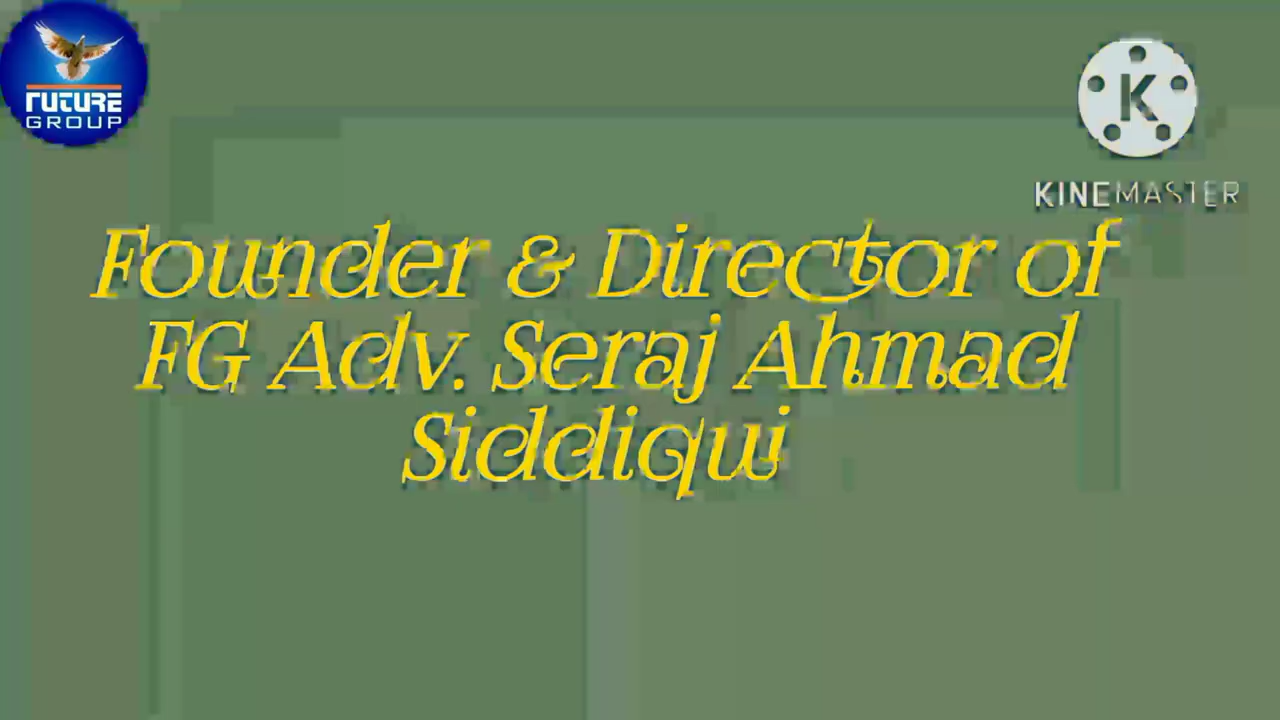 FUTURE
GROUP
K
KINEMASTER
Founder & Director of
FG Adv. Seraj Ahmad
Siddiqui